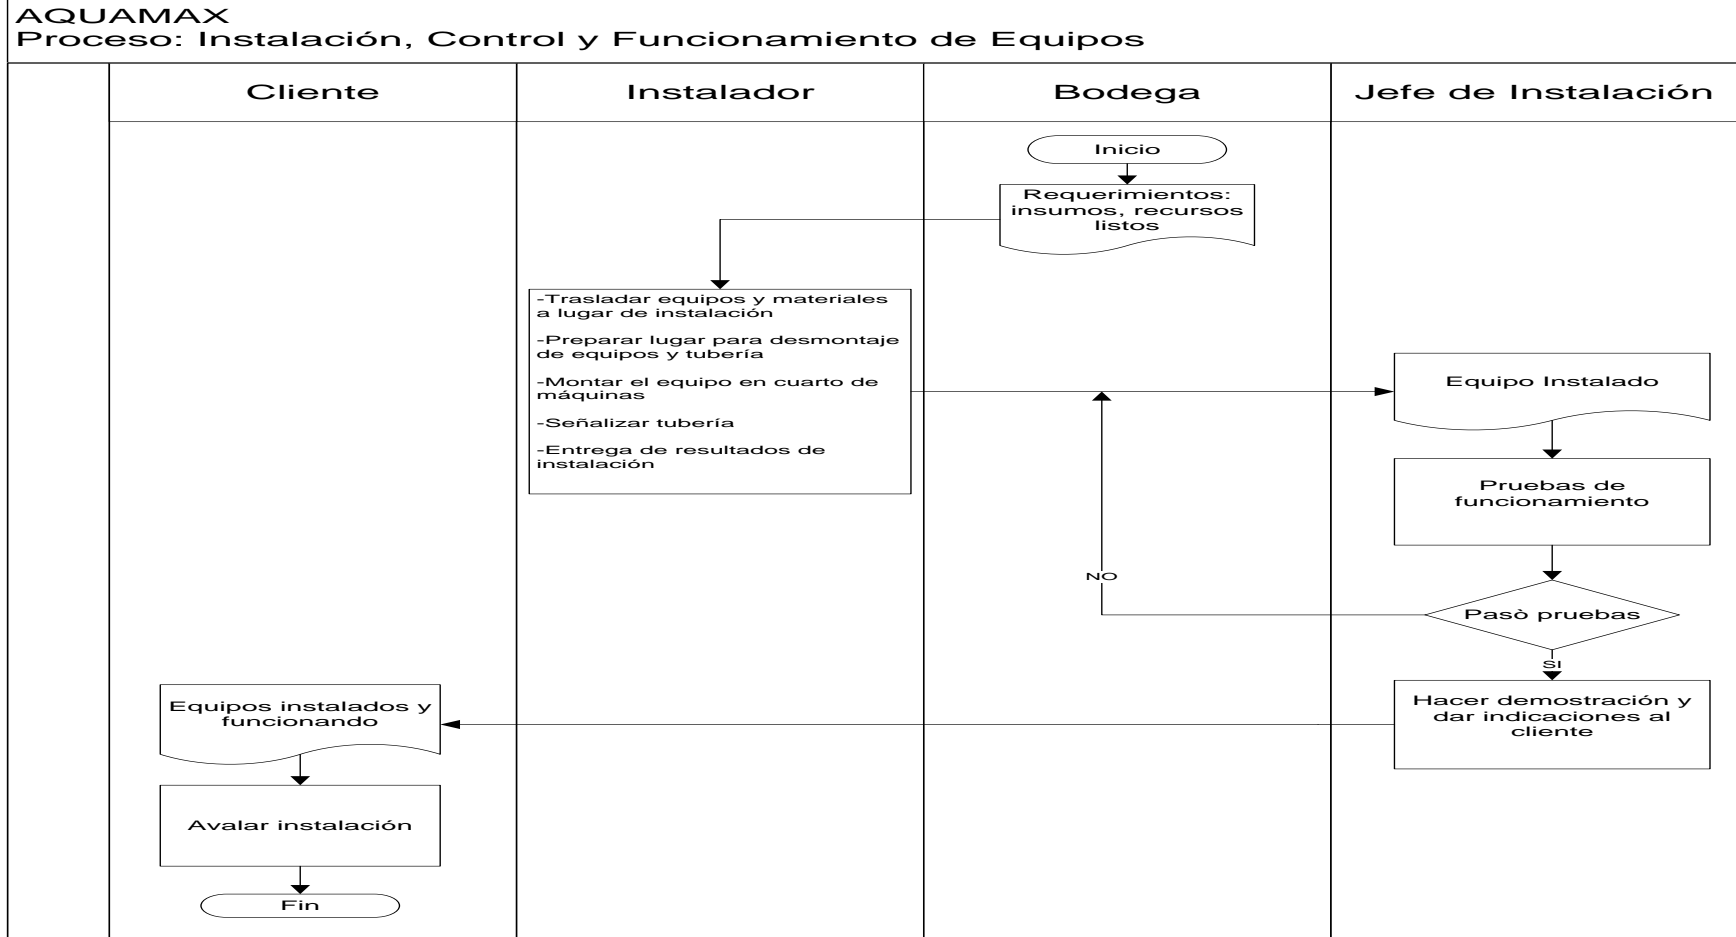 AQUAMAX
Proceso: Instalación, Control y Funcionamiento de Equipos
Cliente
Instalador
Bodega
Jefe de Instalación
Inicio
Requerimientos:
insumos, recursos
listos
-Trasladar equipos y materiales
a lugar de instalación
-Preparar lugar para desmontaje
de equipos y tubería
-Montar el equipo en cuarto de
máquinas
-Señalizar tubería
-Entrega de resultados de
instalación
Equipo Instalado
Pruebas de
funcionamiento
NO
Pasò pruebas
SI
Hacer demostración y
dar indicaciones al
cliente
Equipos instalados y
funcionando
Avalar instalación
Fin